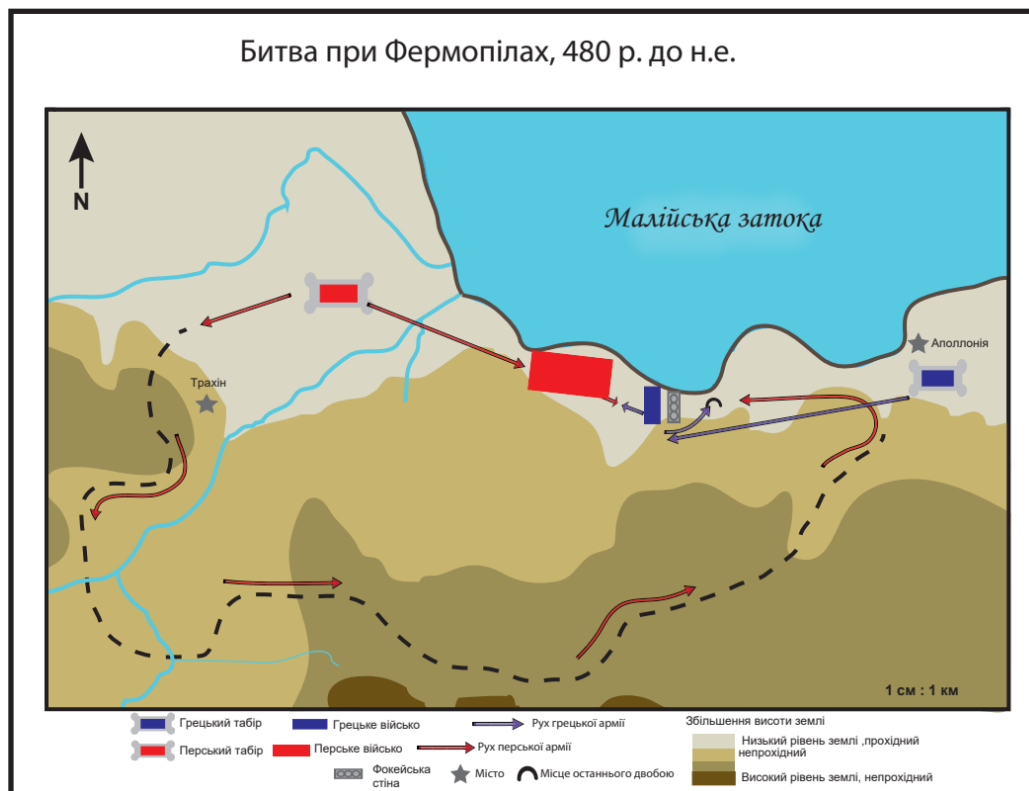 Битва при Фермопілах, 480 р. до н.е.
N
Малійська затока
Аполлонія
Трахін
1 см : 1 км
Грецький табір
Грецьке військо
Рух грецької армії
Збільшення висоти землі
Перський табір
Перське військо
Рух перської армії
Низький рівень землі ,прохідний
непрохідний
Фокейська
стіна
Місто
Місце останнього двобою
Високий рівень землі, непрохідний